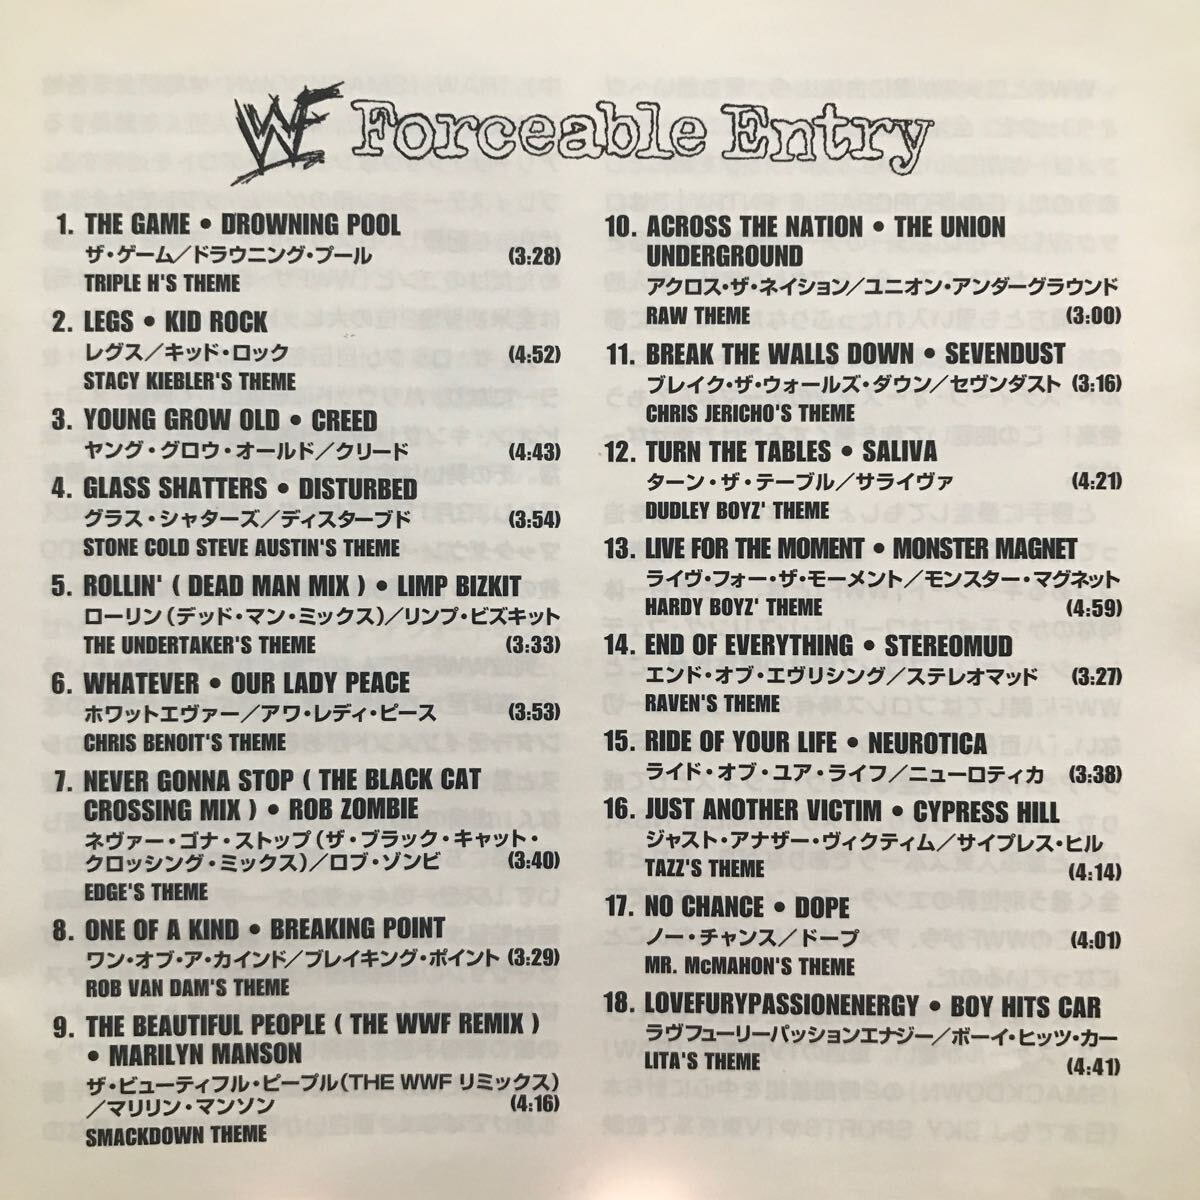 WF Forceable Entry
1. THE GAME • DROWNING POOL
ザ・ゲーム／ドラウニング・プール (3:28)
TRIPLE H'S THEME
2. LEGS • KID ROCK
レグス／キッド・ロック (4:52)
STACY KIEBLER'S THEME
3. YOUNG GROW OLD • CREED
ヤング・グロウ・オールド／クリード (4:43)
4. GLASS SHATTERS • DISTURBED
グラス・シャターズ／ディスターブド (3:54)
STONE COLD STEVE AUSTIN'S THEME
5. ROLLIN' ( DEAD MAN MIX ) • LIMP BIZKIT
ローリン（デッド・マン・ミックス）／リンプ・ビズキット
THE UNDERTAKER'S THEME (3:33)
6. WHATEVER • OUR LADY PEACE
ホワットエヴァー／アワ・レディ・ピース (3:53)
CHRIS BENOIT'S THEME
7. NEVER GONNA STOP ( THE BLACK CAT
CROSSING MIX ) • ROB ZOMBIE
ネヴァー・ゴナ・ストップ（ザ・ブラック・キャット・
クロッシング・ミックス）／ロブ・ゾンビ (3:40)
EDGE'S THEME
8. ONE OF A KIND • BREAKING POINT
ワン・オブ・ア・カインド／ブレイキング・ポイント (3:29)
ROB VAN DAM'S THEME
9. THE BEAUTIFUL PEOPLE ( THE WWF REMIX )
• MARILYN MANSON
ザ・ビューティフル・ピープル（THE WWF リミックス）
／マリリン・マンソン (4:16)
SMACKDOWN THEME
10. ACROSS THE NATION • THE UNION
UNDERGROUND
アクロス・ザ・ネイション／ユニオン・アンダーグラウンド
RAW THEME (3:00)
11. BREAK THE WALLS DOWN • SEVENDUST
ブレイク・ザ・ウォールズ・ダウン／セヴンダスト (3:16)
CHRIS JERICHO'S THEME
12. TURN THE TABLES • SALIVA
ターン・ザ・テーブル／サライヴァ (4:21)
DUDLEY BOYZ' THEME
13. LIVE FOR THE MOMENT • MONSTER MAGNET
ライヴ・フォー・ザ・モーメント／モンスター・マグネット
HARDY BOYZ' THEME (4:59)
14. END OF EVERYTHING • STEREOMUD
エンド・オブ・エヴリシング／ステレオマッド (3:27)
RAVEN'S THEME
15. RIDE OF YOUR LIFE • NEUROTICA
ライド・オブ・ユア・ライフ／ニューロティカ (3:38)
16. JUST ANOTHER VICTIM • CYPRESS HILL
ジャスト・アナザー・ヴィクティム／サイプレス・ヒル
TAZZ'S THEME (4:14)
17. NO CHANCE • DOPE
ノー・チャンス／ドープ (4:01)
MR. McMAHON'S THEME
18. LOVEFURYPASSIONENERGY • BOY HITS CAR
ラヴフューリーパッションエナジー／ボーイ・ヒッツ・カー
LITA'S THEME (4:41)